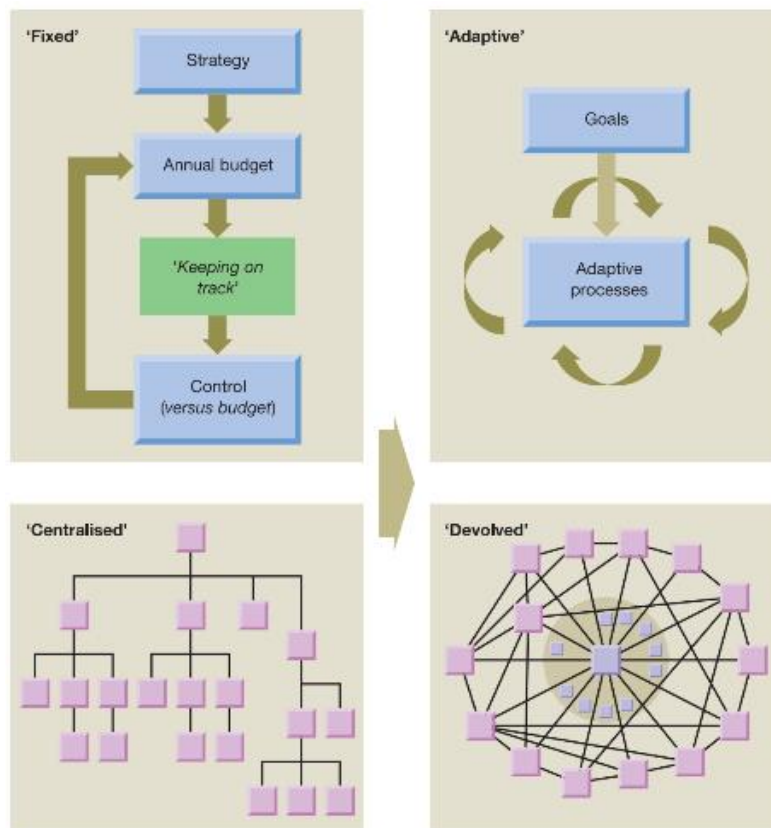 ‘Fixed’
Strategy
Annual budget
‘Keeping on
track’
Control
(versus budget)
‘Adaptive’
Goals
Adaptive
processes
‘Centralised’
‘Devolved’